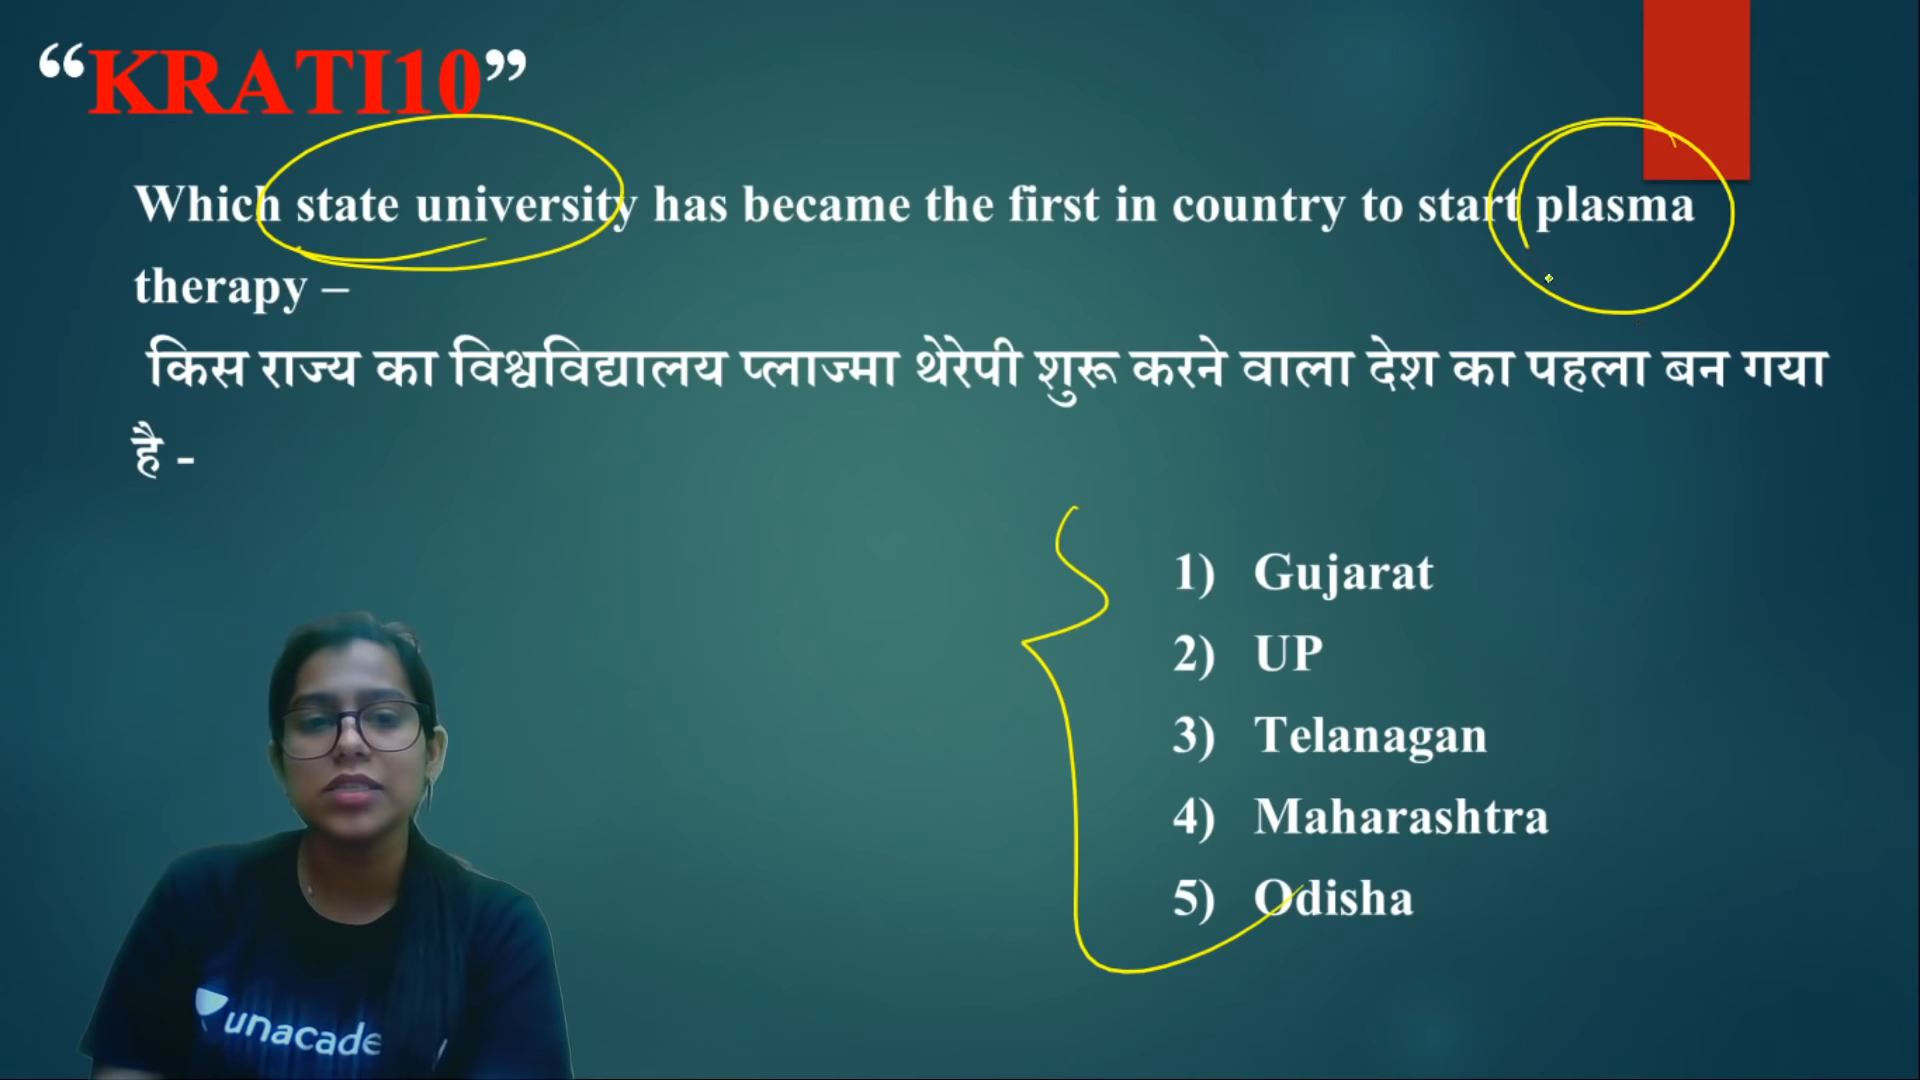 “KRATI10”
Which state university has became the first in country to start plasma
therapy –
किस राज्य का विश्वविद्यालय प्लाज्मा थेरेपी शुरू करने वाला देश का पहला बन गया
है -
1) Gujarat
2) UP
3) Telanagan
4) Maharashtra
5) Odisha
unacade